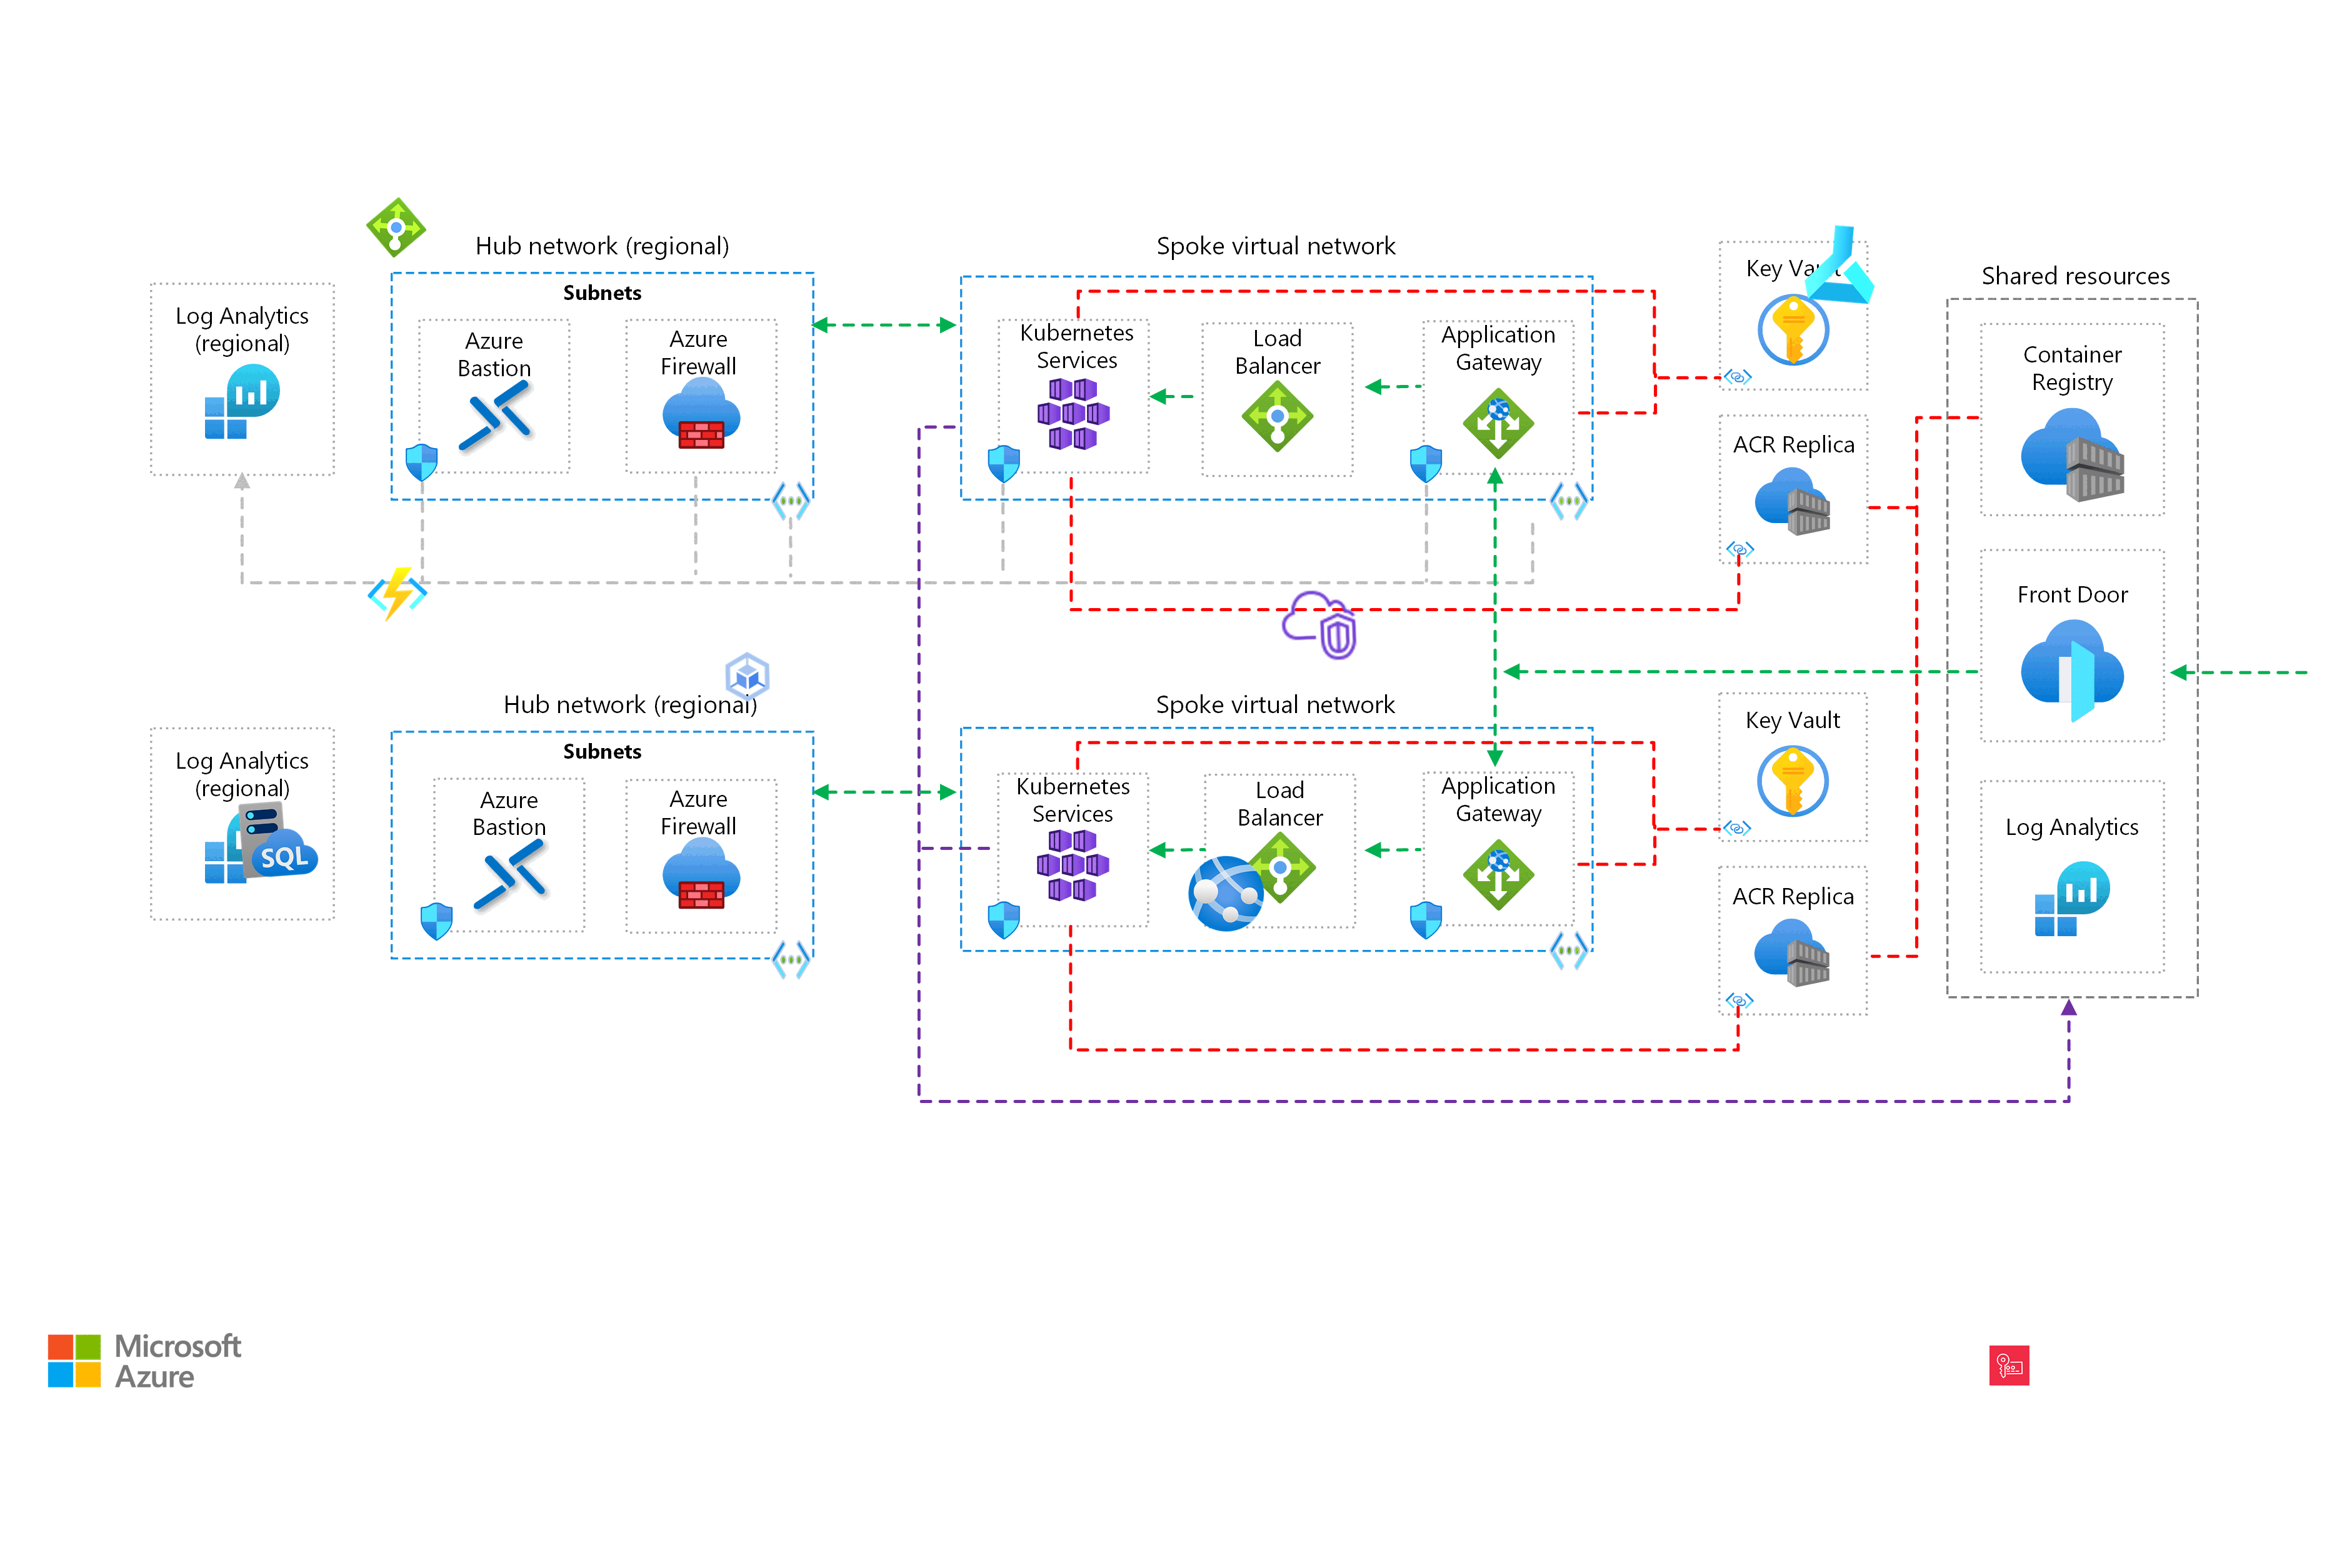 Hub network (regional)
Spoke virtual network
Shared resources
Log Analytics
(regional)
Subnets
Azure
Bastion
Azure
Firewall
Kubernetes
Services
Load
Balancer
Application
Gateway
Key Vault
ACR Replica
Container
Registry
Front Door
Log Analytics
Hub network (regional)
Spoke virtual network
Log Analytics
(regional)
SQL
Subnets
Azure
Bastion
Azure
Firewall
Kubernetes
Services
Load
Balancer
Application
Gateway
Key Vault
ACR Replica
Microsoft
Azure